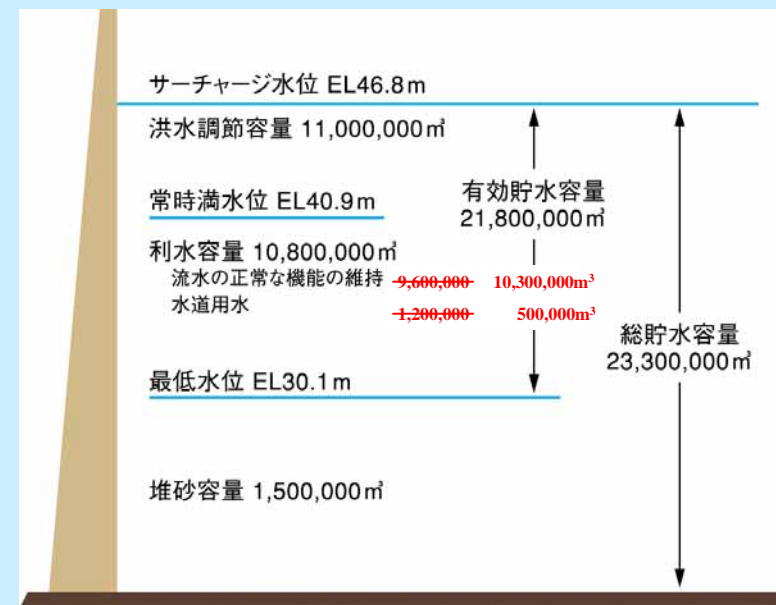 サーチャージ水位 EL46.8m
洪水調節容量 11,000,000㎥
有効貯水容量
21,800,000㎥
常時満水位 EL40.9m
利水容量 10,800,000㎥
流水の正常な機能の維持 9,600,000 10,300,000m³
水道用水 1,200,000 500,000m³
総貯水容量
23,300,000㎥
最低水位 EL30.1m
堆砂容量 1,500,000㎥